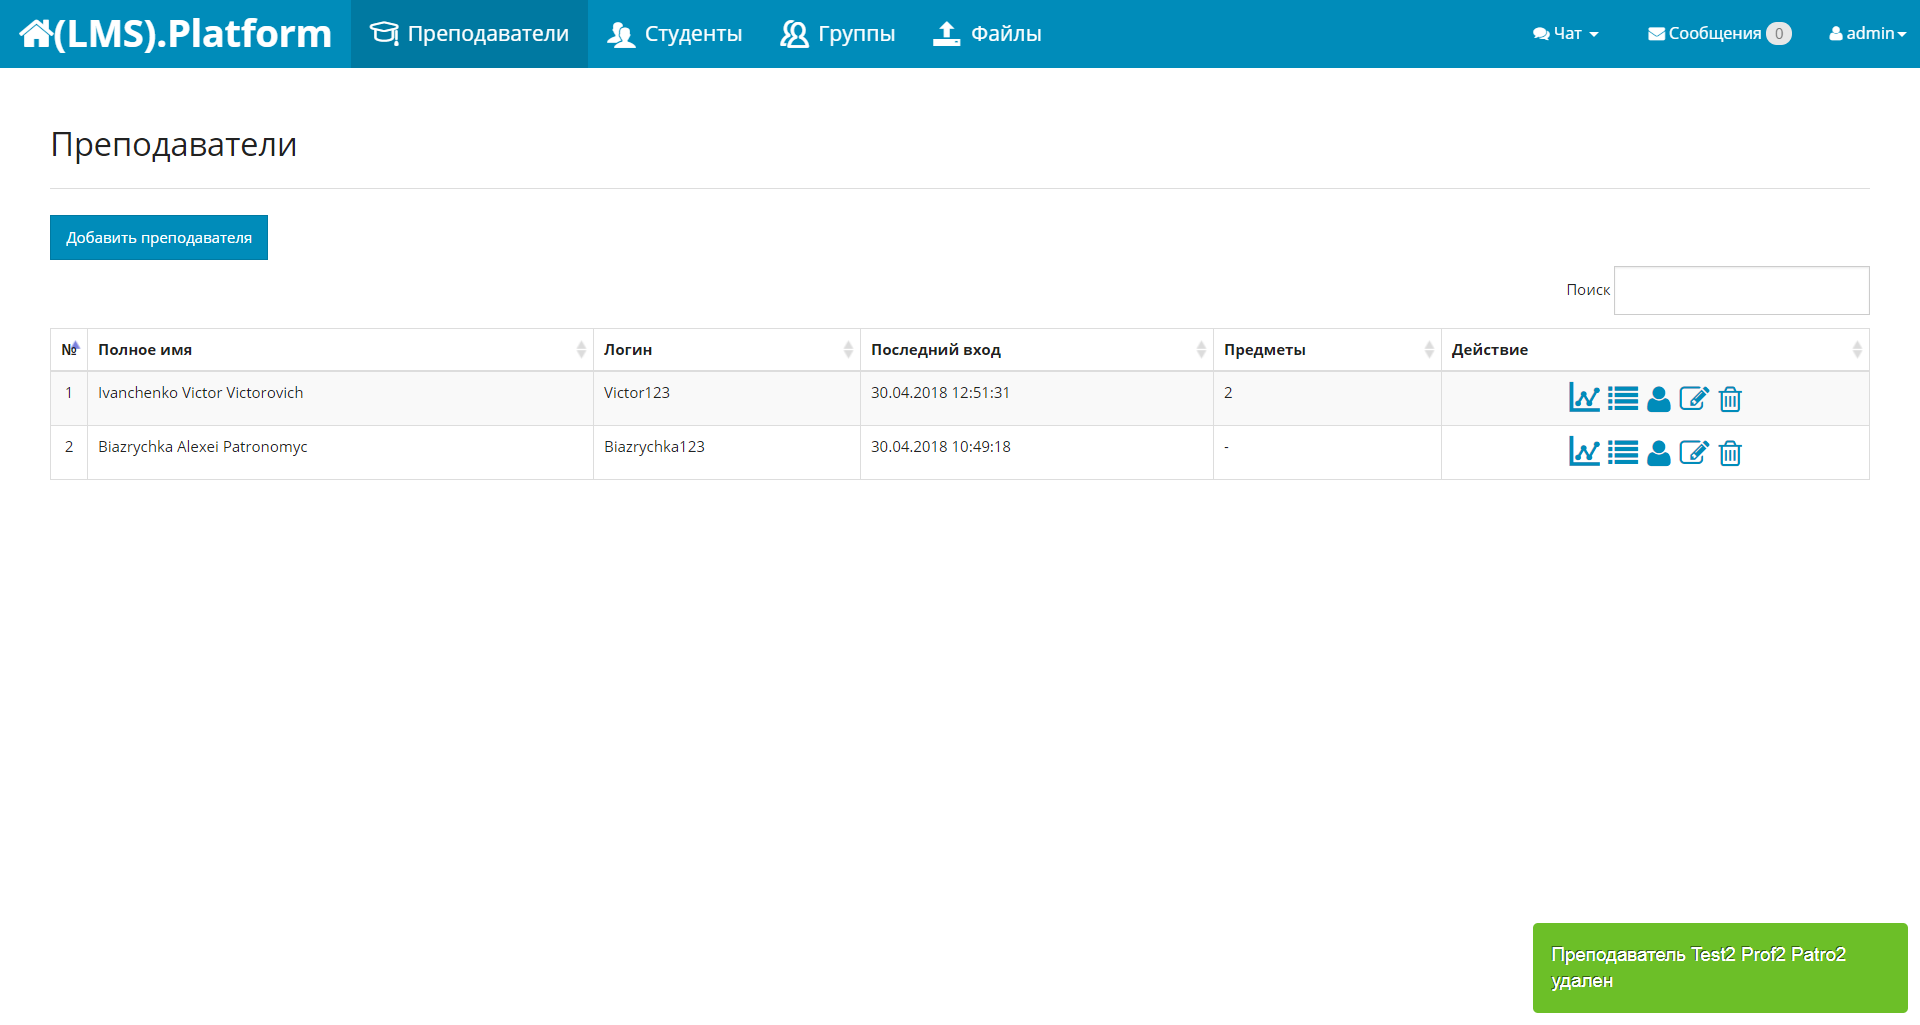 (LMS).Platform Преподаватели Студенты Группы Файлы Чат Сообщения 0 admin
Преподаватели
Добавить преподавателя
Поиск
№ Полное имя Логин Последний вход Предметы Действие
1 Ivanchenko Victor Victorovich Victor123 30.04.2018 12:51:31 2
2 Biazrychka Alexei Patronomyc Biazrychka123 30.04.2018 10:49:18 -
Преподаватель Test2 Prof2 Patro2
удален